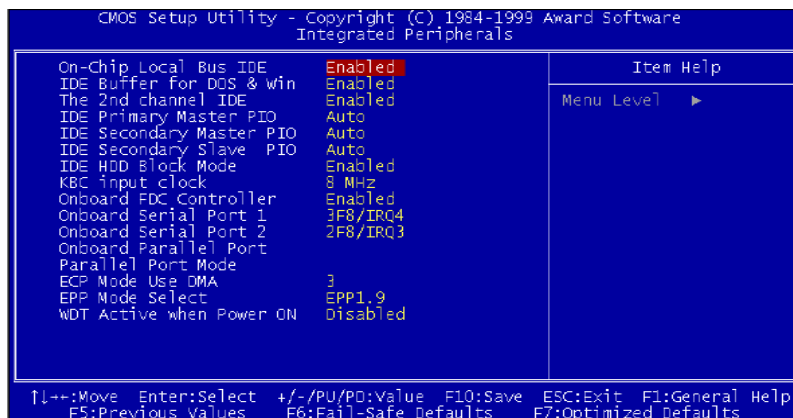 CMOS Setup Utility - Copyright (C) 1984-1999 Award Software
Integrated Peripherals
On-Chip Local Bus IDE Enabled
IDE Buffer for DOS & Win Enabled
The 2nd channel IDE Enabled
IDE Primary Master PIO Auto
IDE Secondary Master PIO Auto
IDE Secondary Slave PIO Auto
IDE HDD Block Mode Enabled
KBC input clock 8 MHz
Onboard FDC Controller Enabled
Onboard Serial Port 1 3F8/IRQ4
Onboard Serial Port 2 2F8/IRQ3
Onboard Parallel Port
Parallel Port Mode
ECP Mode Use DMA 3
EPP Mode Select EPP1.9
WDT Active when Power ON Disabled
Item Help
Menu Level ►
↑↓→←:Move Enter:Select +/-/PU/PD:Value F10:Save ESC:Exit F1:General Help
F5:Previous Values F6:Fail-Safe Defaults F7:Optimized Defaults